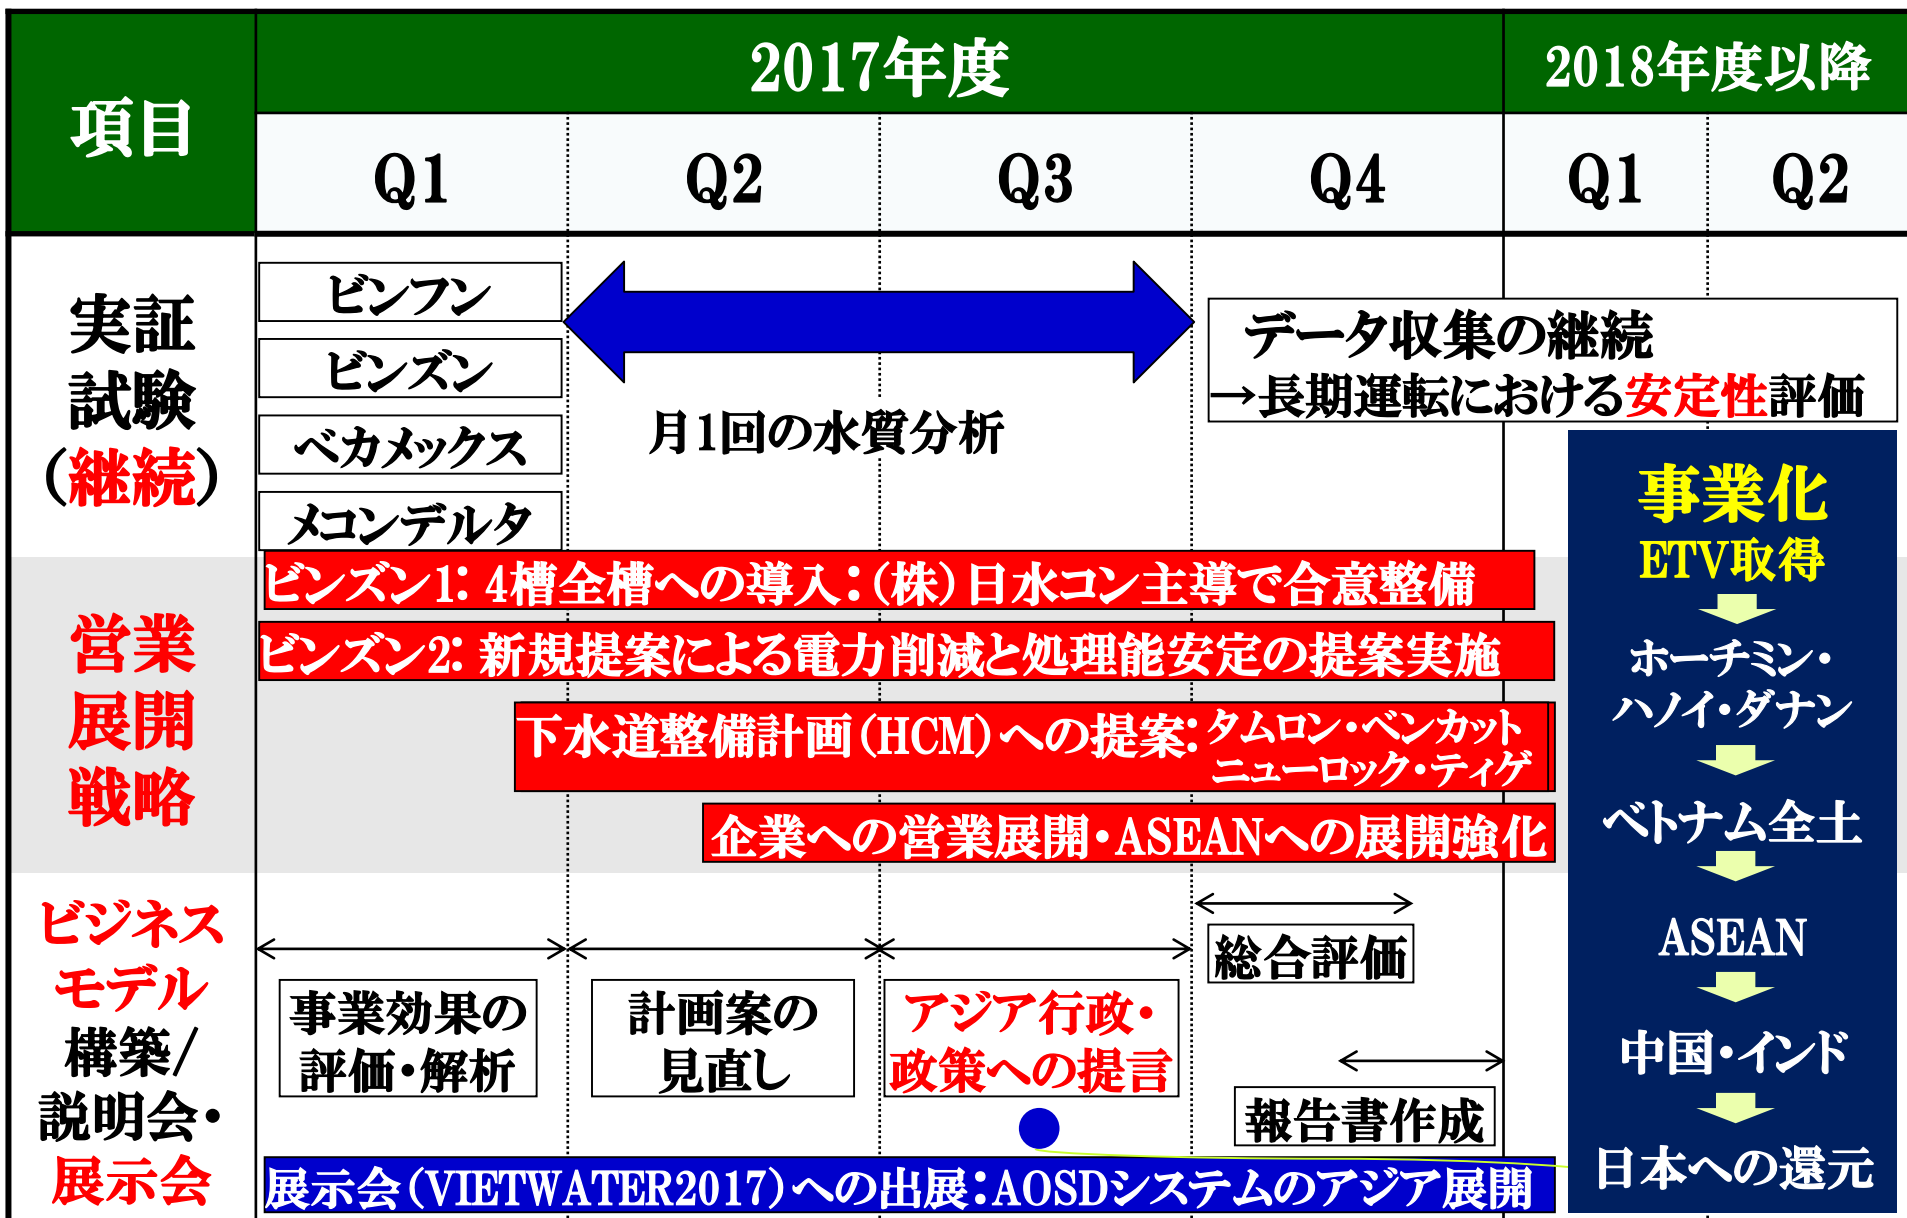 項目
2017年度
2018年度以降
Q1
Q2
Q3
Q4
Q1
Q2
実証
試験
(継続)
ビンフン
ビンズン
ベカメックス
メコンデルタ
月1回の水質分析
データ収集の継続
→長期運転における安定性評価
営業
展開
戦略
ビンズン1：4槽全槽への導入：(株)日水コン主導で合意整備
ビンズン2：新規提案による電力削減と処理能安定の提案実施
下水道整備計画(HCM)への提案：タムロン・ベンカット
ニューロック・ティゲ
企業への営業展開・ASEANへの展開強化
ビジネス
モデル
構築/
説明会・
展示会
事業効果の
評価・解析
計画案の
見直し
アジア行政・
政策への提言
総合評価
報告書作成
展示会(VIETWATER2017)への出展：AOSDシステムのアジア展開
事業化
ETV取得
ホーチミン・
ハノイ・ダナン
ベトナム全土
ASEAN
中国・インド
日本への還元